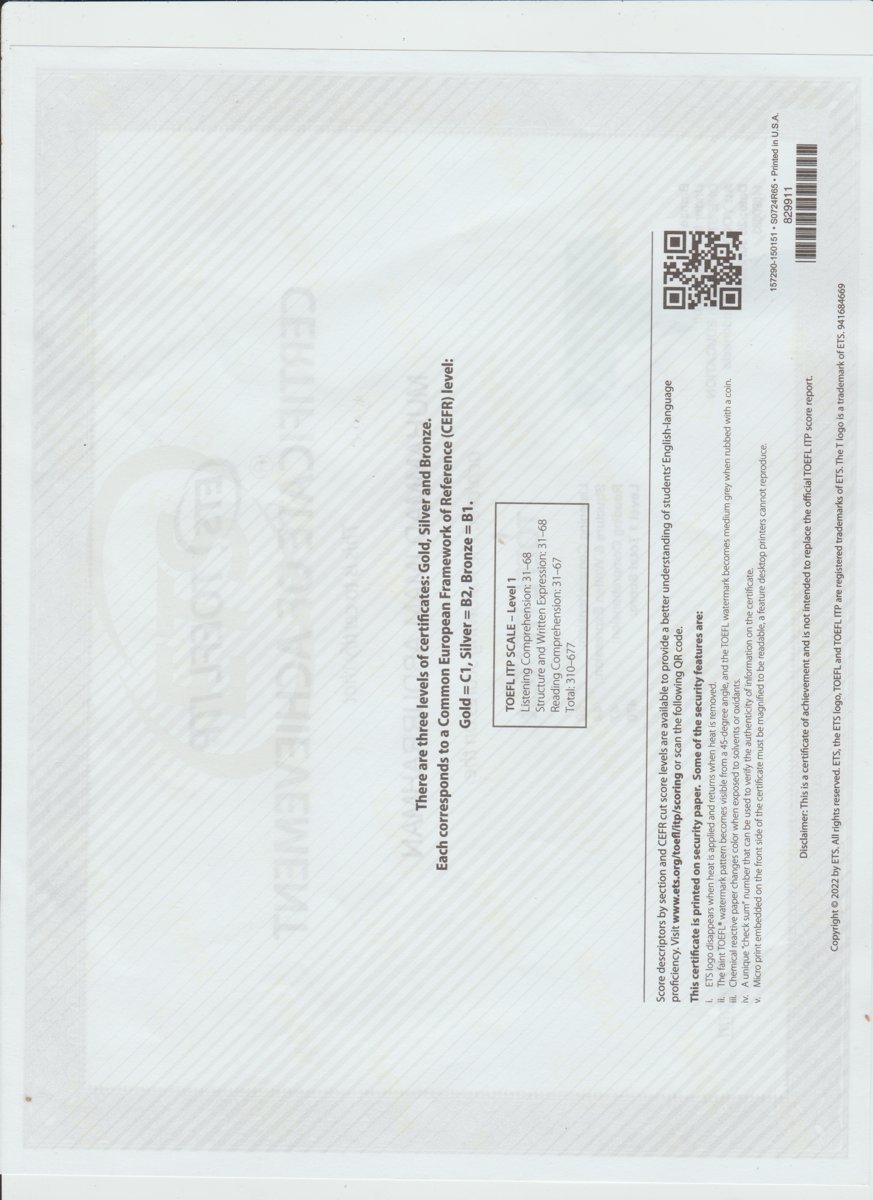 There are three levels of certificates: Gold, Silver and Bronze.
Each corresponds to a Common European Framework of Reference (CEFR) level:
Gold = C1, Silver = B2, Bronze = B1.
TOEFL ITP SCALE – Level 1
Listening Comprehension: 31–68
Structure and Written Expression: 31–68
Reading Comprehension: 31–67
Total: 310–677
Score descriptors by section and CEFR cut score levels are available to provide a better understanding of students' English-language
proficiency. Visit www.ets.org/toefl/itp/scoring or scan the following QR code.
This certificate is printed on security paper. Some of the security features are:
i. ETS logo disappears when heat is applied and returns when heat is removed.
ii. The faint TOEFL® watermark pattern becomes visible from a 45-degree angle, and the TOEFL watermark becomes medium grey when rubbed with a coin.
iii. Chemical reactive paper changes color when exposed to solvents or oxidants.
iv. A unique "check sum" number that can be used to verify the authenticity of information on the certificate.
v. Micro print embedded on the front side of the certificate must be magnified to be readable, a feature desktop printers cannot reproduce.
157290-150151 • S0724R65 • Printed in U.S.A.
829911
Disclaimer: This is a certificate of achievement and is not intended to replace the official TOEFL ITP score report.
Copyright © 2022 by ETS. All rights reserved. ETS, the ETS logo, TOEFL and TOEFL ITP are registered trademarks of ETS. The T logo is a trademark of ETS. 941684669